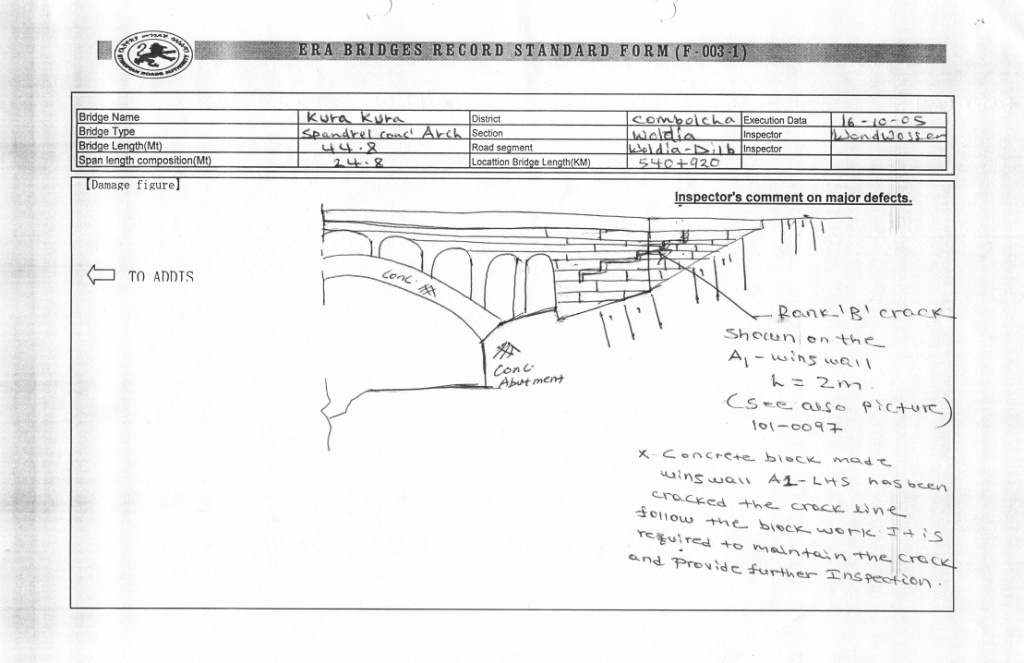 ERA BRIDGES RECORD STANDARD FORM (F-003-1)
ETHIOPIAN ROADS AUTHORITY
Bridge Name Kura Kura District Combolcha Execution Data 16-10-05
Bridge Type Spandrel conc' Arch Section Woldia Inspector Wondwossen
Bridge Length(Mt) 44.8 Road segment Woldia-Dilb Inspector
Span length composition(Mt) 24.8 Locattion Bridge Length(KM) 540+920
【Damage figure】
Inspector's comment on major defects.
TO ADDIS
Conc.
Conc.
Abutment
Rank 'B' crack
Shown on the
A1 - wing wall
h = 2m.
(See also picture)
101-0097
x- Concrete block made
wing wall A1-LHS has been
cracked the crack line
follow the block work. It is
required to maintain the crack
and provide further Inspection.